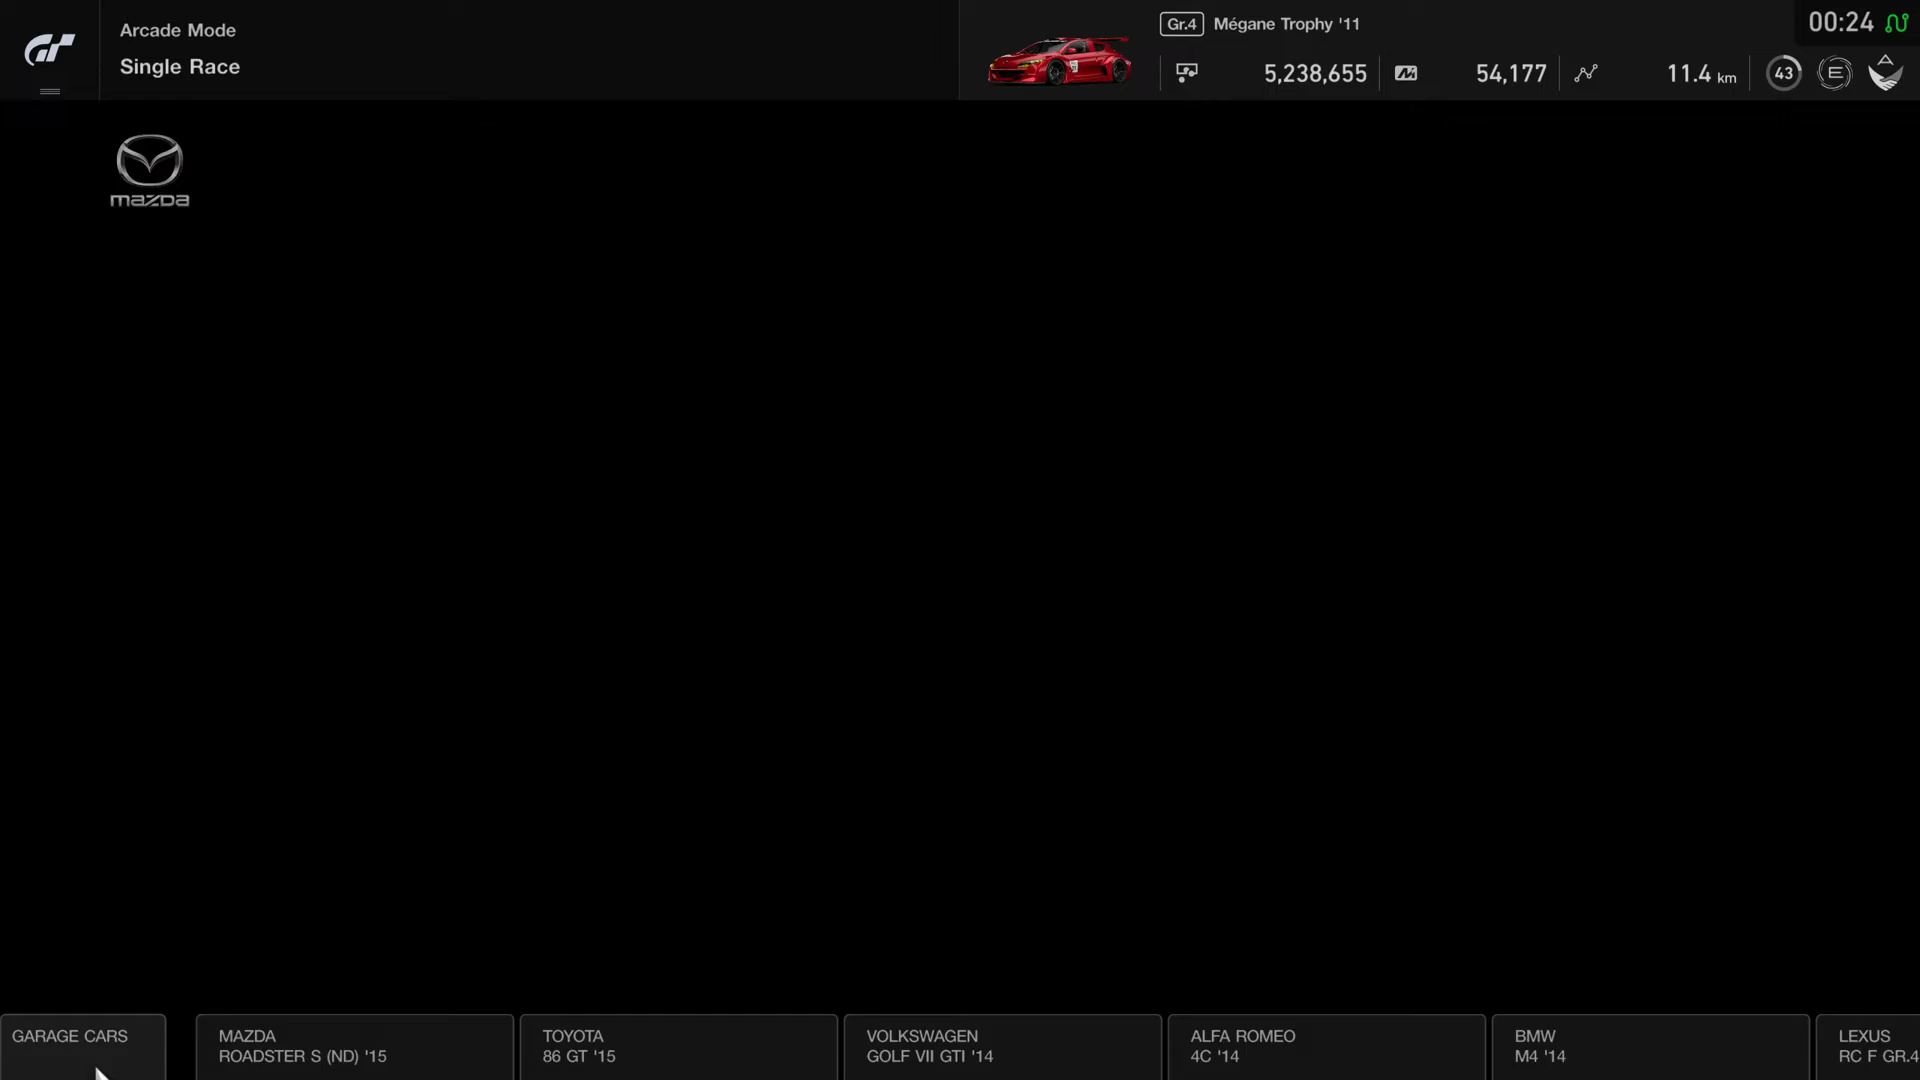 Arcade Mode
Single Race
Gr.4 Mégane Trophy '11
00:24
5,238,655
54,177
11.4 km
43
E
A
mazda
GARAGE CARS
MAZDA
ROADSTER S (ND) '15
TOYOTA
86 GT '15
VOLKSWAGEN
GOLF VII GTI '14
ALFA ROMEO
4C '14
BMW
M4 '14
LEXUS
RC F GR.4